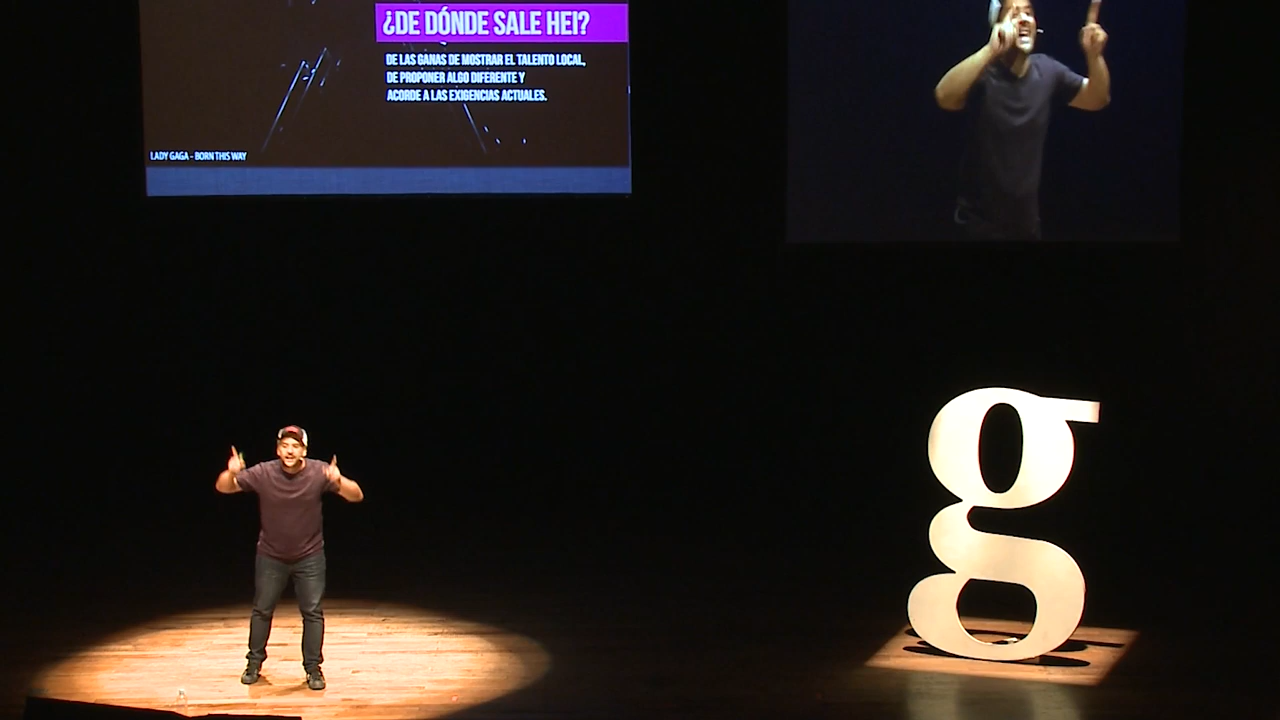 ¿DE DÓNDE SALE HEI?
DE LAS GANAS DE MOSTRAR EL TALENTO LOCAL,
DE PROPONER ALGO DIFERENTE Y
ACORDE A LAS EXIGENCIAS ACTUALES.
LADY GAGA - BORN THIS WAY
g